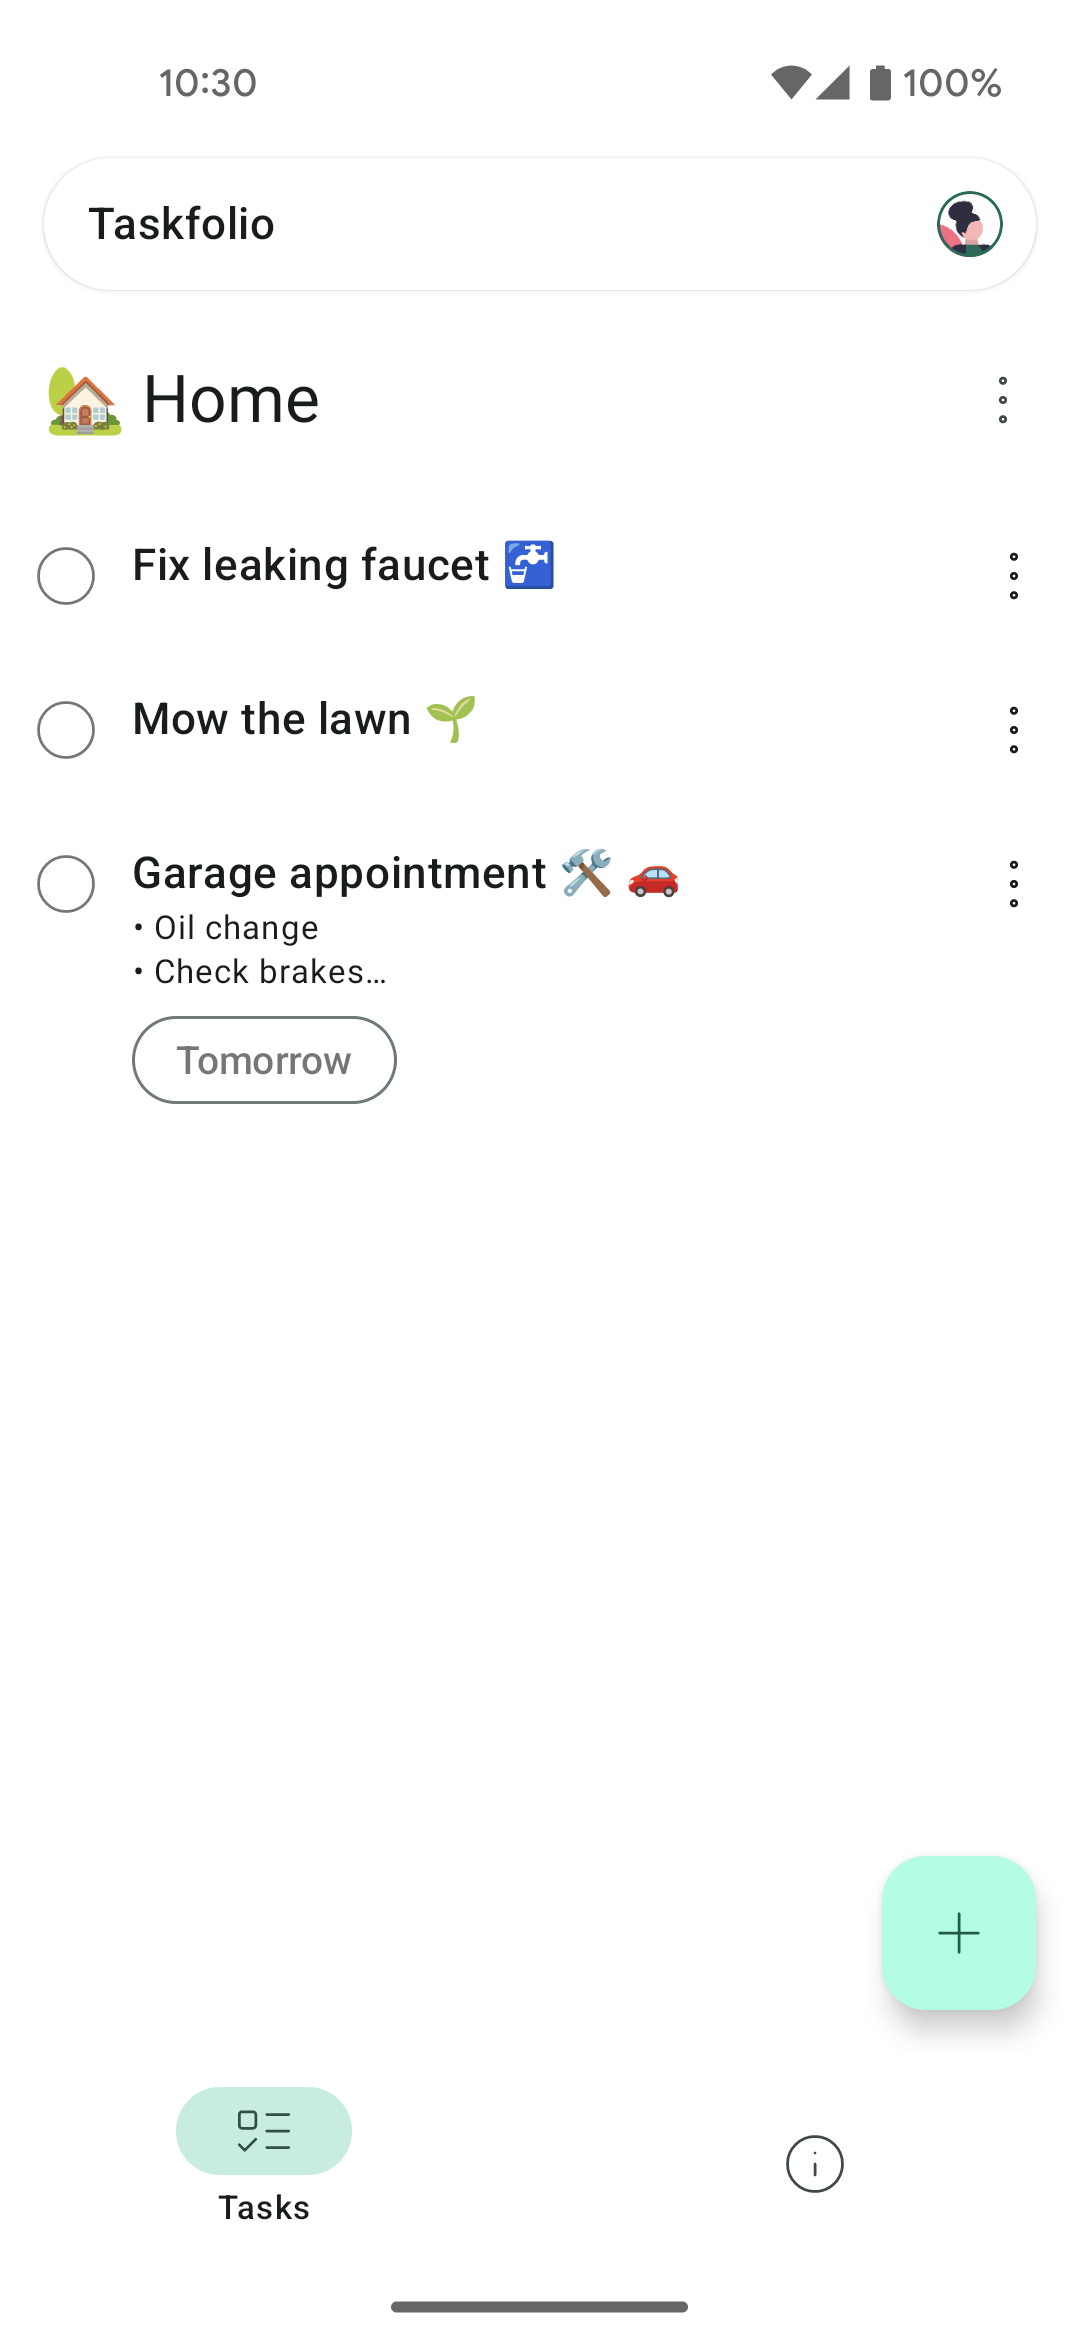 10:30 100%
Taskfolio
🏡 Home
Fix leaking faucet 🚰
Mow the lawn 🌱
Garage appointment 🛠️ 🚗
• Oil change
• Check brakes…
Tomorrow
Tasks